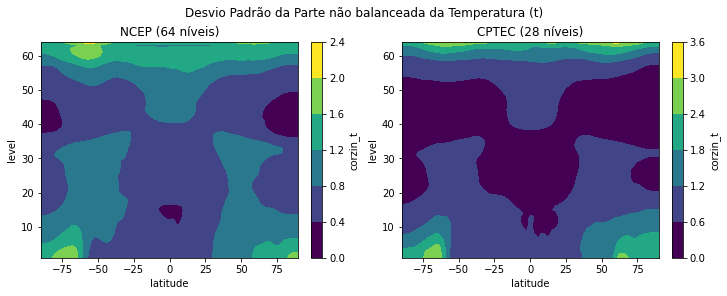 Desvio Padrão da Parte não balanceada da Temperatura (t)
NCEP (64 níveis)
60
50
40
30
20
10
level
−75 −50 −25 0 25 50 75
latitude
2.4
2.0
1.6
1.2
0.8
0.4
0.0
corzin_t
CPTEC (28 níveis)
60
50
40
30
20
10
level
−75 −50 −25 0 25 50 75
latitude
3.6
3.0
2.4
1.8
1.2
0.6
0.0
corzin_t